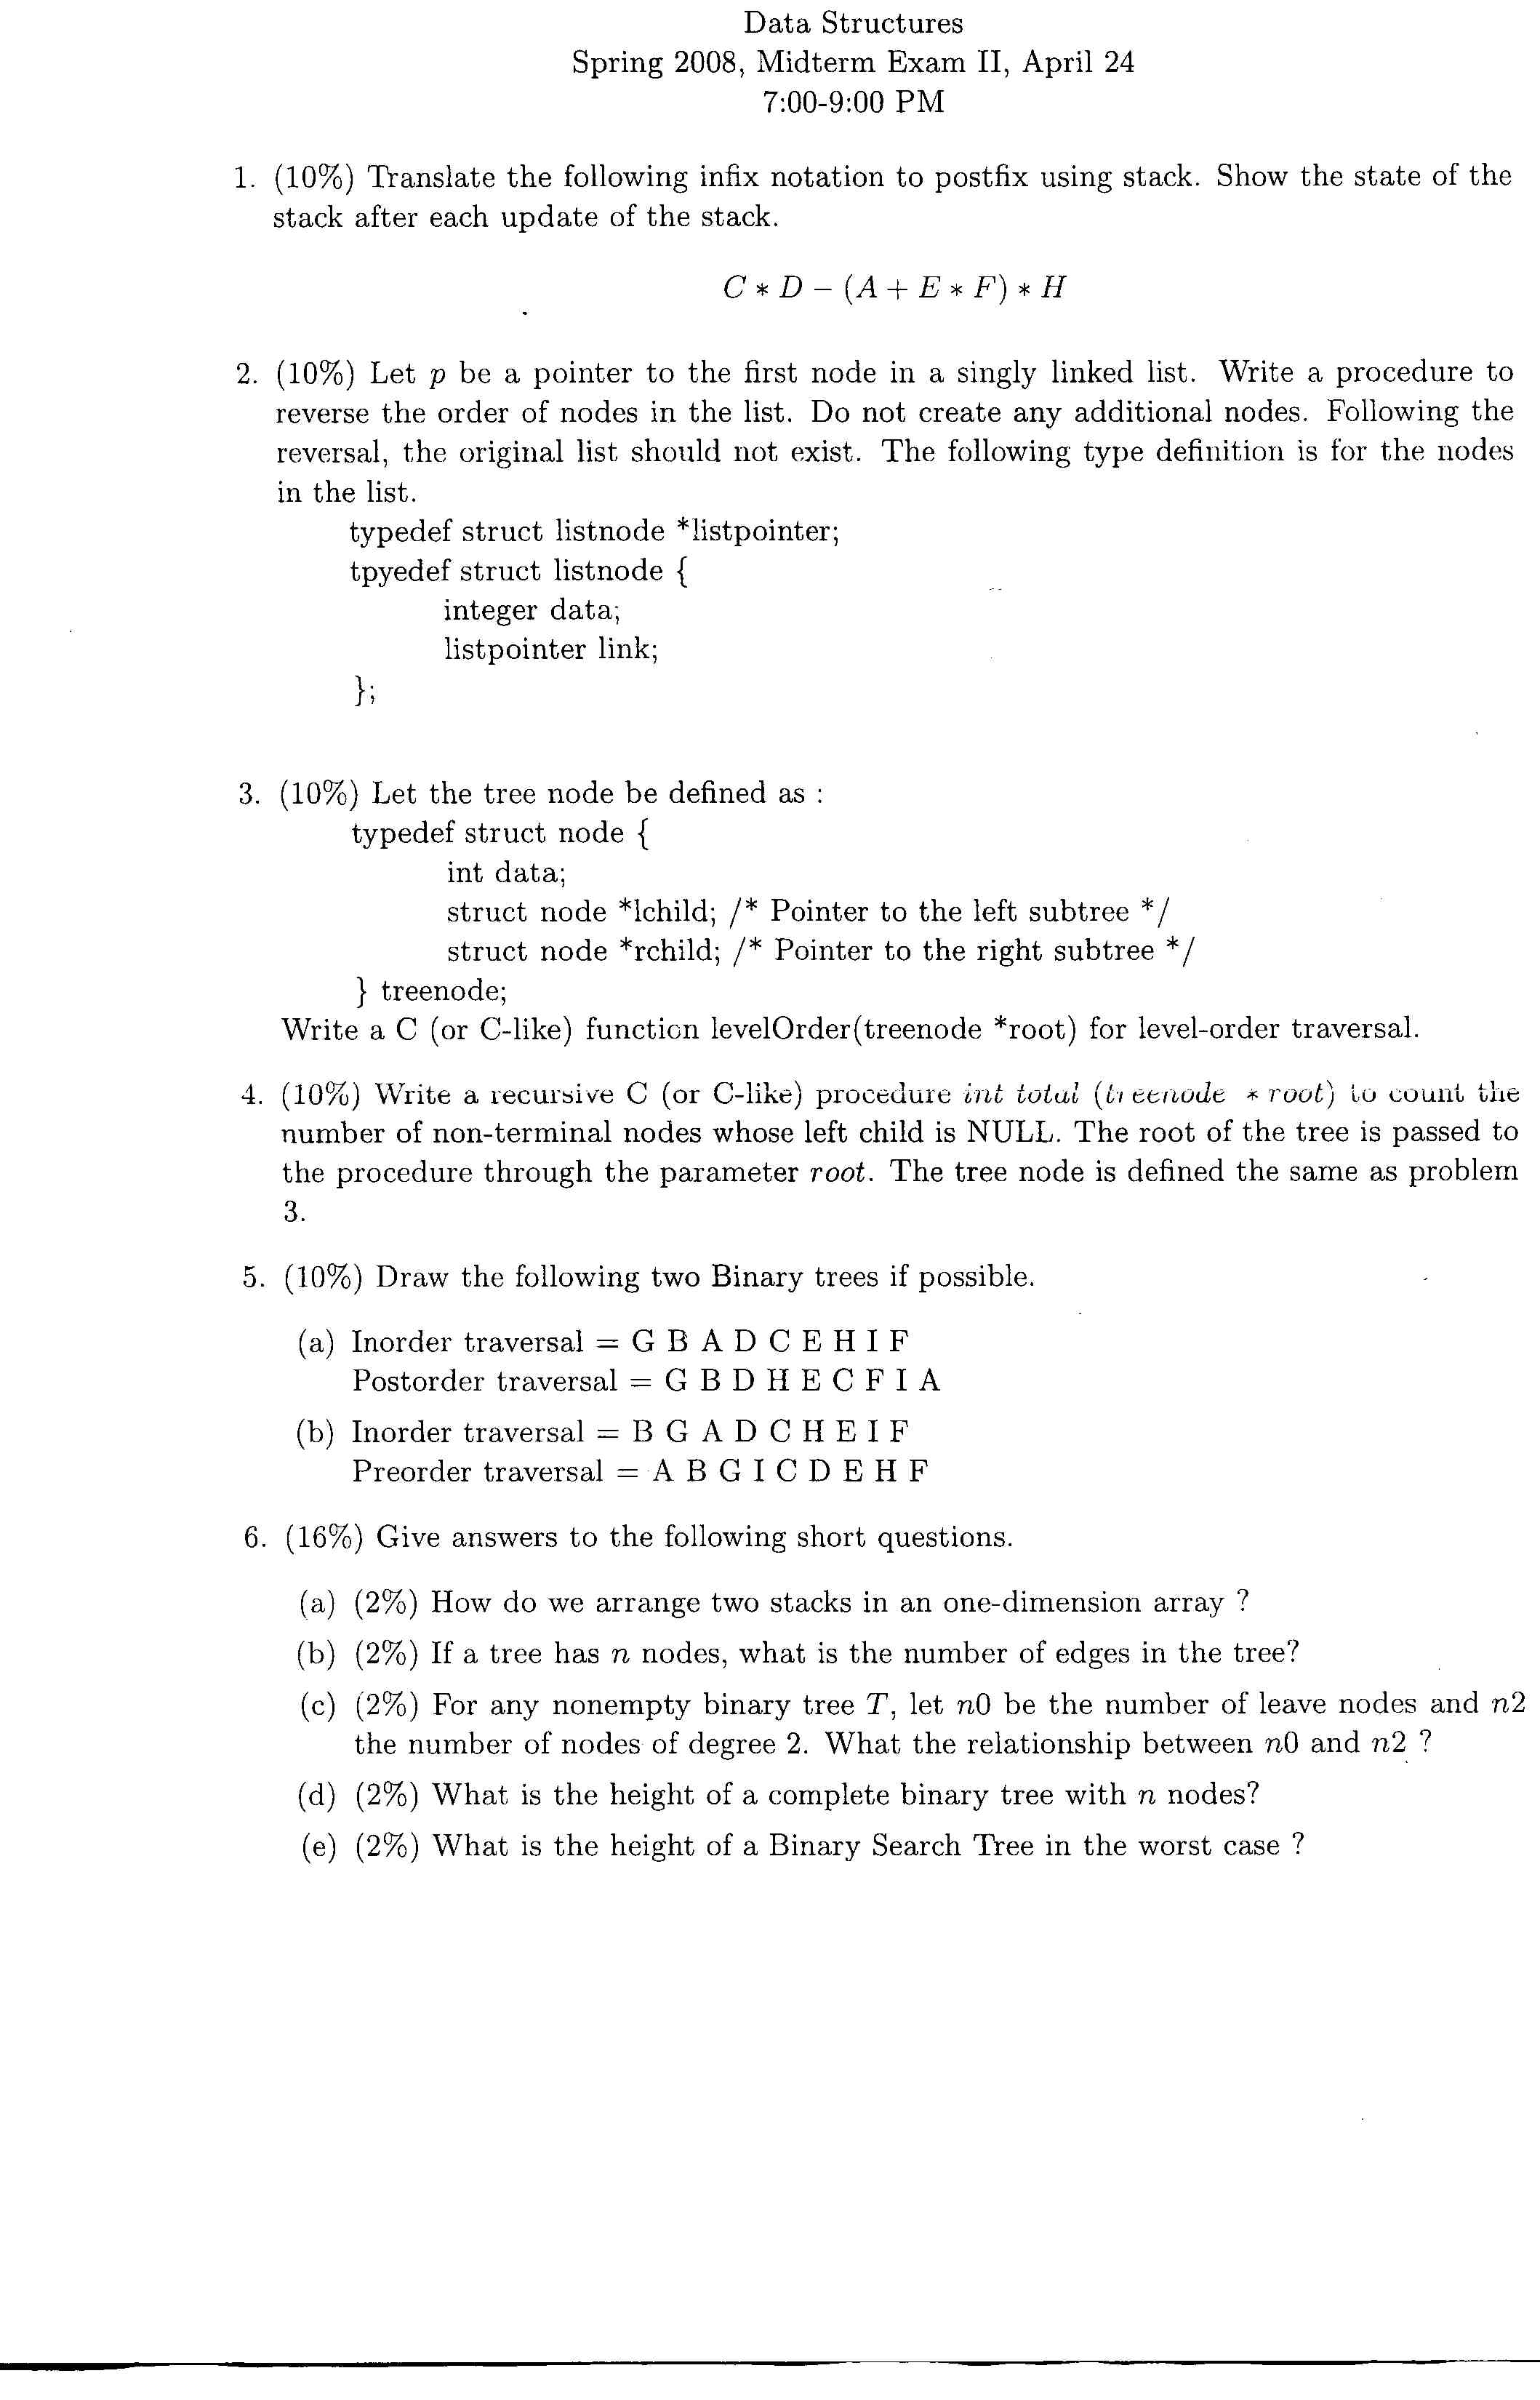 Data Structures
Spring 2008, Midterm Exam II, April 24
7:00-9:00 PM
1. (10%) Translate the following infix notation to postfix using stack. Show the state of the
stack after each update of the stack.
C * D − (A + E * F) * H
2. (10%) Let p be a pointer to the first node in a singly linked list. Write a procedure to
reverse the order of nodes in the list. Do not create any additional nodes. Following the
reversal, the original list should not exist. The following type definition is for the nodes
in the list.
typedef struct listnode *listpointer;
tpyedef struct listnode {
integer data;
listpointer link;
};
3. (10%) Let the tree node be defined as :
typedef struct node {
int data;
struct node *lchild; /* Pointer to the left subtree */
struct node *rchild; /* Pointer to the right subtree */
} treenode;
Write a C (or C-like) function levelOrder(treenode *root) for level-order traversal.
4. (10%) Write a recursive C (or C-like) procedure int total (treenode * root) to count the
number of non-terminal nodes whose left child is NULL. The root of the tree is passed to
the procedure through the parameter root. The tree node is defined the same as problem
3.
5. (10%) Draw the following two Binary trees if possible.
(a) Inorder traversal = G B A D C E H I F
Postorder traversal = G B D H E C F I A
(b) Inorder traversal = B G A D C H E I F
Preorder traversal = A B G I C D E H F
6. (16%) Give answers to the following short questions.
(a) (2%) How do we arrange two stacks in an one-dimension array ?
(b) (2%) If a tree has n nodes, what is the number of edges in the tree?
(c) (2%) For any nonempty binary tree T, let n0 be the number of leave nodes and n2
the number of nodes of degree 2. What the relationship between n0 and n2 ?
(d) (2%) What is the height of a complete binary tree with n nodes?
(e) (2%) What is the height of a Binary Search Tree in the worst case ?